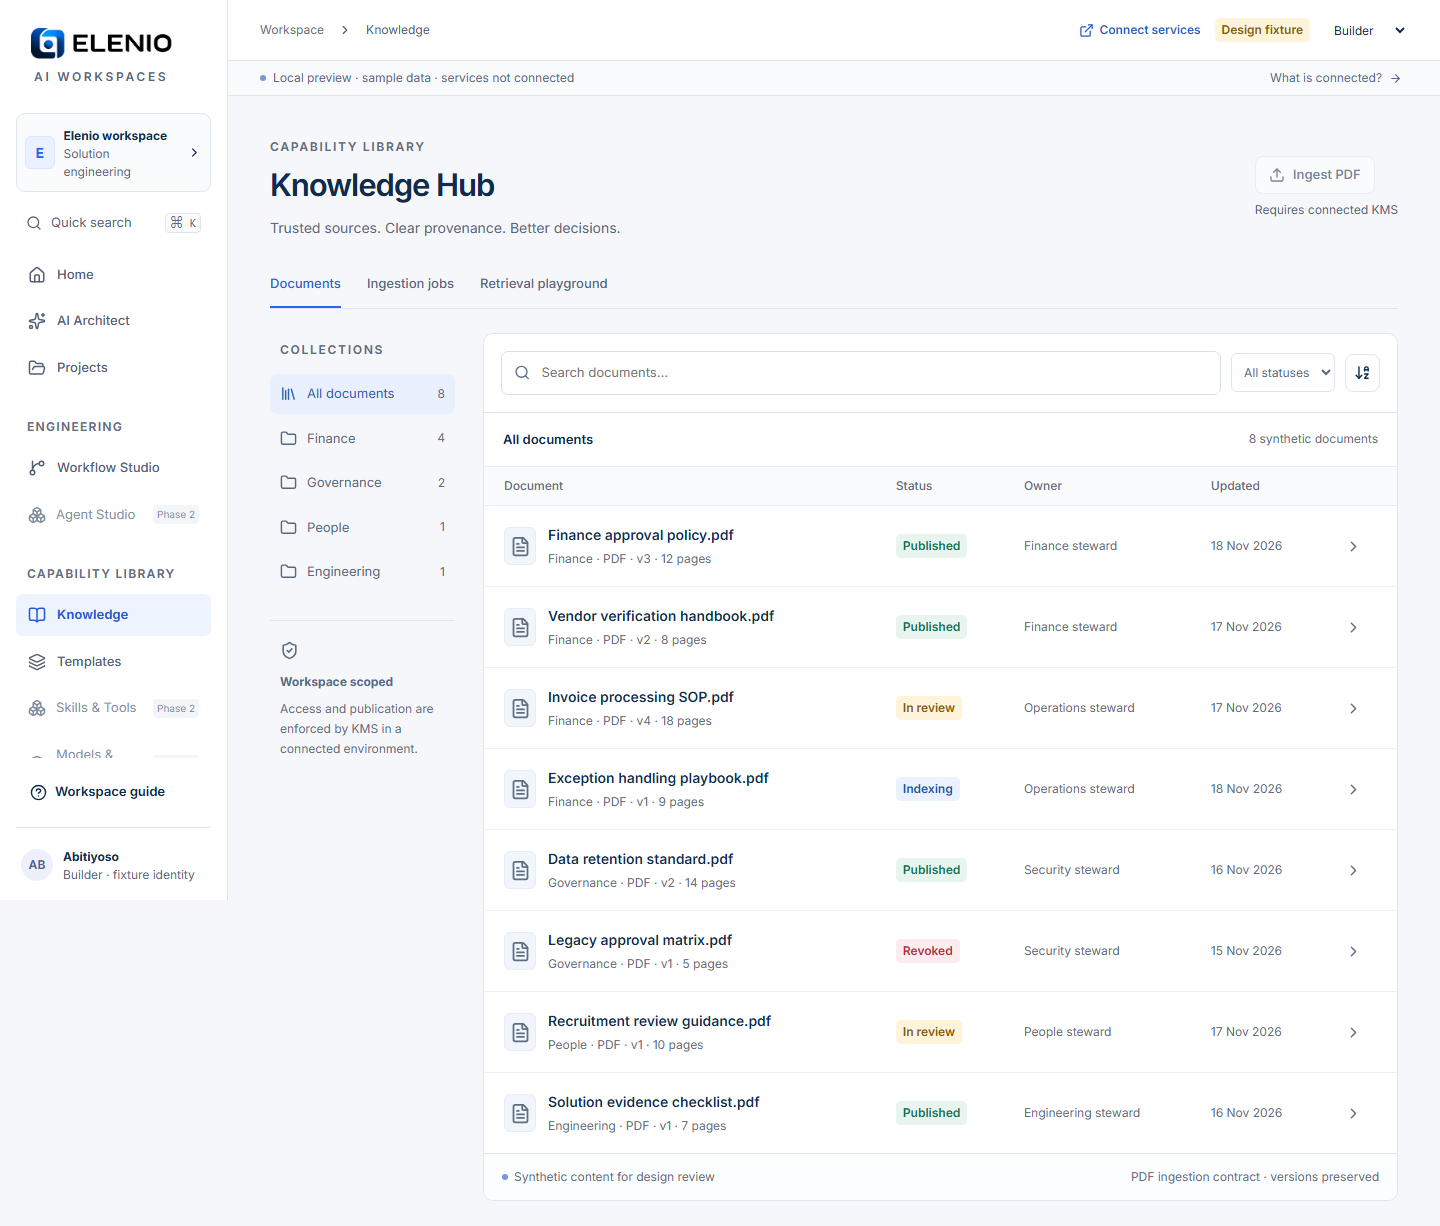 ELENIO
AI WORKSPACES
E
Elenio workspace
Solution
engineering
Quick search
⌘ K
Home
AI Architect
Projects
ENGINEERING
Workflow Studio
Agent Studio
Phase 2
CAPABILITY LIBRARY
Knowledge
Templates
Skills & Tools
Phase 2
Models &
Workspace guide
AB
Abitiyoso
Builder · fixture identity
Workspace
Knowledge
Connect services
Design fixture
Builder
Local preview · sample data · services not connected
What is connected?
CAPABILITY LIBRARY
Knowledge Hub
Trusted sources. Clear provenance. Better decisions.
Ingest PDF
Requires connected KMS
Documents
Ingestion jobs
Retrieval playground
COLLECTIONS
All documents 8
Finance 4
Governance 2
People 1
Engineering 1
Workspace scoped
Access and publication are
enforced by KMS in a
connected environment.
Search documents...
All statuses
All documents
8 synthetic documents
Document Status Owner Updated
Finance approval policy.pdf
Finance · PDF · v3 · 12 pages
Published
Finance steward
18 Nov 2026
Vendor verification handbook.pdf
Finance · PDF · v2 · 8 pages
Published
Finance steward
17 Nov 2026
Invoice processing SOP.pdf
Finance · PDF · v4 · 18 pages
In review
Operations steward
17 Nov 2026
Exception handling playbook.pdf
Finance · PDF · v1 · 9 pages
Indexing
Operations steward
18 Nov 2026
Data retention standard.pdf
Governance · PDF · v2 · 14 pages
Published
Security steward
16 Nov 2026
Legacy approval matrix.pdf
Governance · PDF · v1 · 5 pages
Revoked
Security steward
15 Nov 2026
Recruitment review guidance.pdf
People · PDF · v1 · 10 pages
In review
People steward
17 Nov 2026
Solution evidence checklist.pdf
Engineering · PDF · v1 · 7 pages
Published
Engineering steward
16 Nov 2026
Synthetic content for design review
PDF ingestion contract · versions preserved